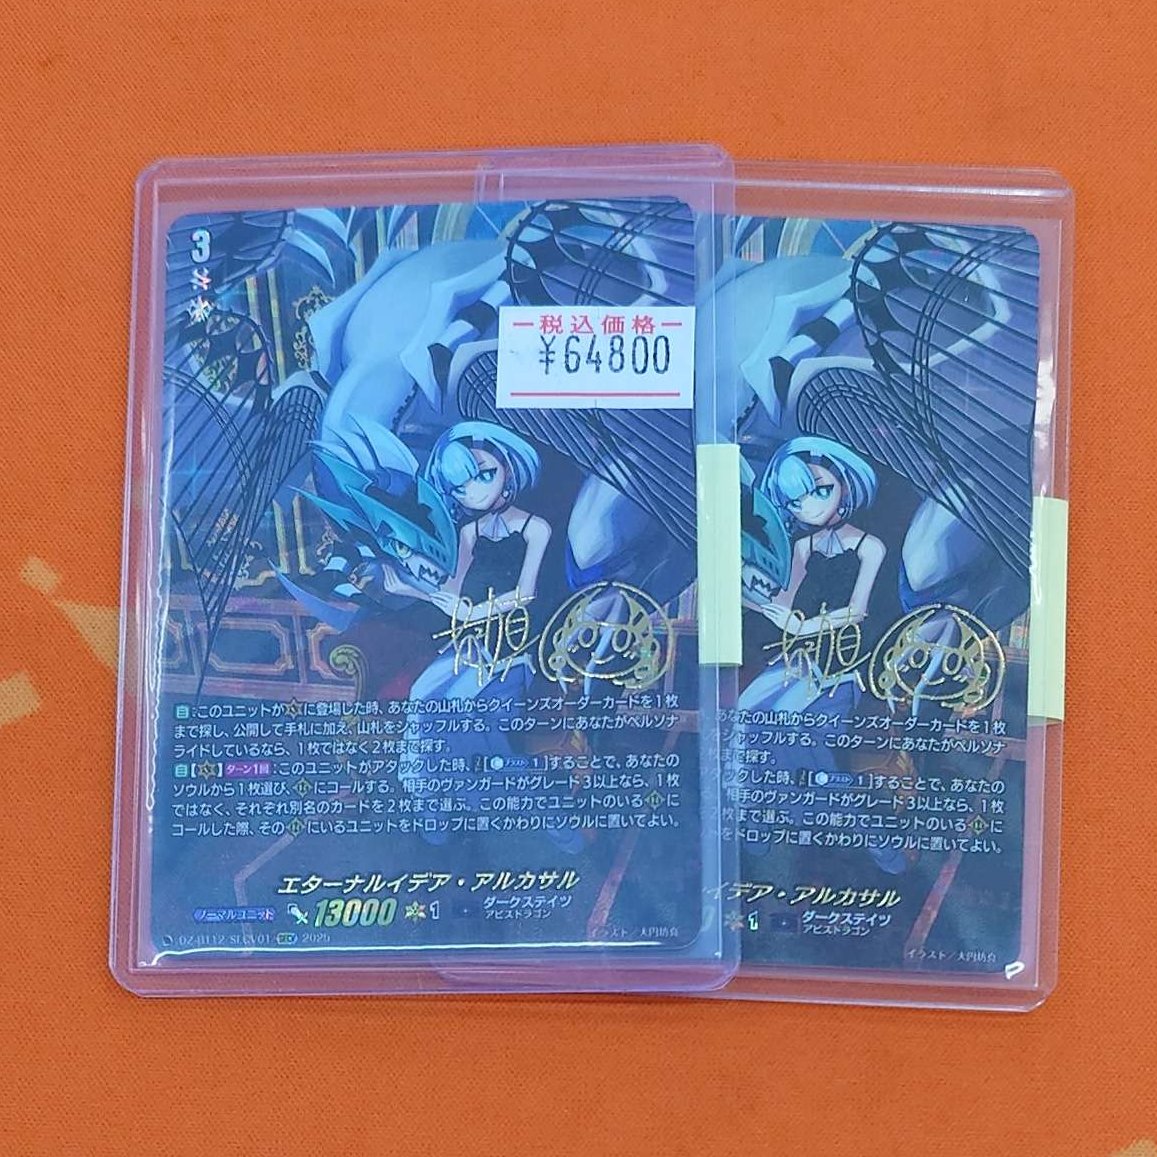 3
税込価格
¥64800
自:このユニットがⓋに登場した時、あなたの山札からクイーンズオーダーカードを1枚
まで探し、公開して手札に加え、山札をシャッフルする。このターンにあなたがペルソナ
ライドしているなら、1枚ではなく2枚まで探す。
自【Ⓥ】ターン1回:このユニットがアタックした時、[ブラスト 1]することで、あなたの
ソウルから1枚選び、Ⓡにコールする。相手のヴァンガードがグレード3以上なら、1枚
ではなく、それぞれ別名のカードを2枚まで選ぶ。この能力でユニットのいるⓇに
コールした際、そのⓇにいるユニットをドロップに置くかわりにソウルに置いてよい。
エターナルイデア・アルカサル
ノーマルユニット 13000 1 ダークステイツ
アビスドラゴン
2025 イラスト/大円坊真
なたの山札からクイーンズオーダーカードを1枚
ャッフルする。このターンにあなたがペルソナ
探す。
タックした時、[ブラスト 1]することで、あなたの
相手のヴァンガードがグレード3以上なら、1枚
枚まで選ぶ。この能力でユニットのいるⓇに
トをドロップに置くかわりにソウルに置いてよい。
イデア・アルカサル
1 ダークステイツ
アビスドラゴン
イラスト/大円坊真